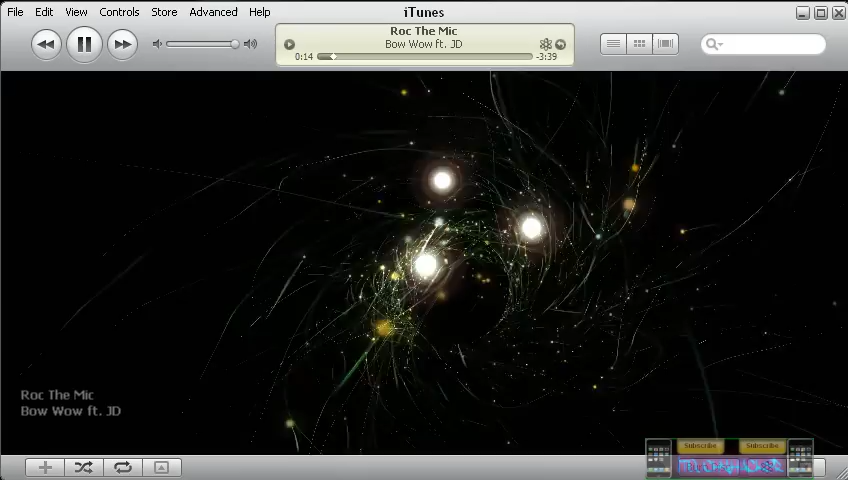 File Edit View Controls Store Advanced Help
iTunes
Roc The Mic
Bow Wow ft. JD
0:14
-3:39
Roc The Mic
Bow Wow ft. JD
Subscribe
Subscribe